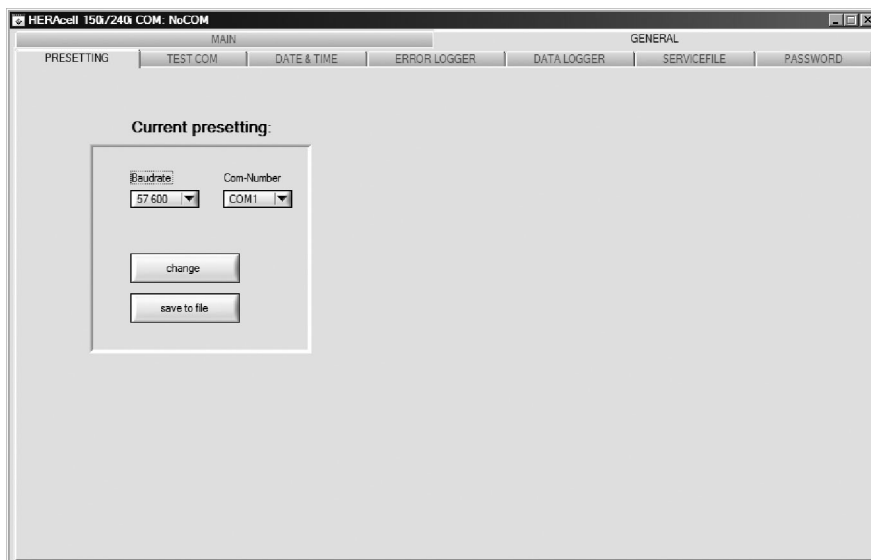 HERAcell 150i/240i COM: NoCOM
MAIN GENERAL
PRESETTING TEST COM DATE & TIME ERROR LOGGER DATA LOGGER SERVICEFILE PASSWORD
Current presetting:
Baudrate Com-Number
57.600 COM1
change
save to file